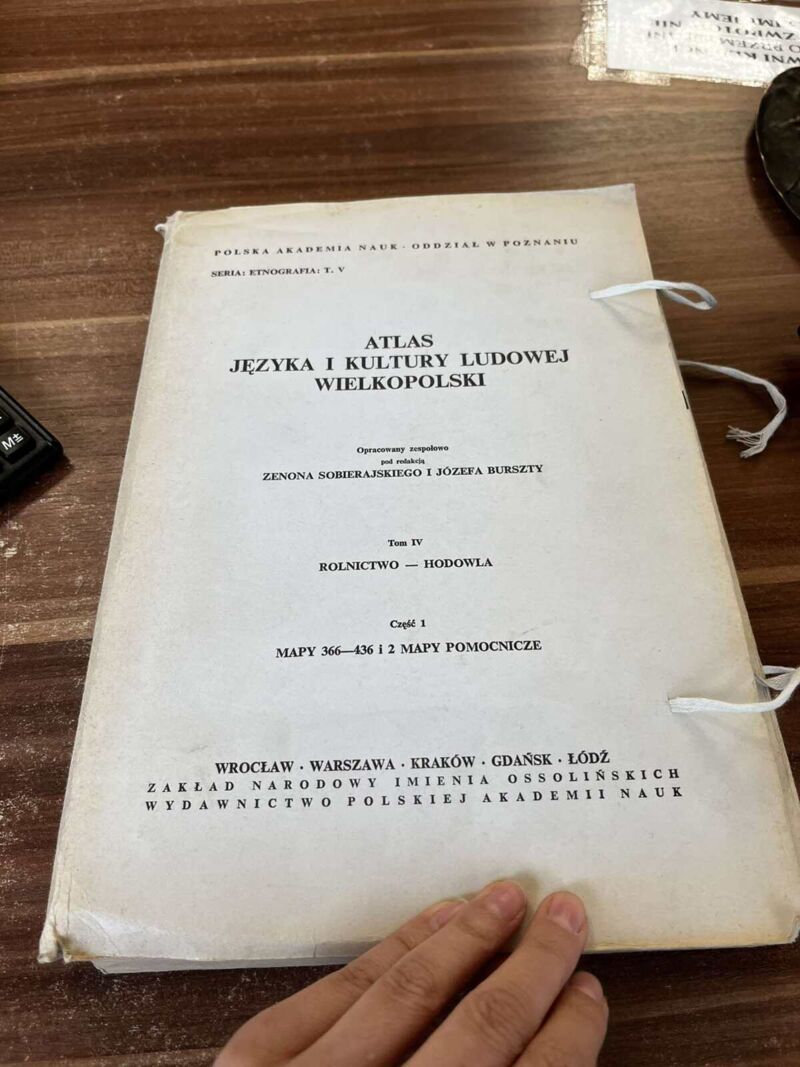 POLSKA AKADEMIA NAUK · ODDZIAŁ W POZNANIU
SERIA: ETNOGRAFIA: T. V
ATLAS
JĘZYKA I KULTURY LUDOWEJ
WIELKOPOLSKI
Opracowany zespołowo
pod redakcją
ZENONA SOBIERAJSKIEGO I JÓZEFA BURSZTY
Tom IV
ROLNICTWO — HODOWLA
Część 1
MAPY 366—436 i 2 MAPY POMOCNICZE
WROCŁAW · WARSZAWA · KRAKÓW · GDAŃSK · ŁÓDŹ
ZAKŁAD NARODOWY IMIENIA OSSOLIŃSKICH
WYDAWNICTWO POLSKIEJ AKADEMII NAUK
M±